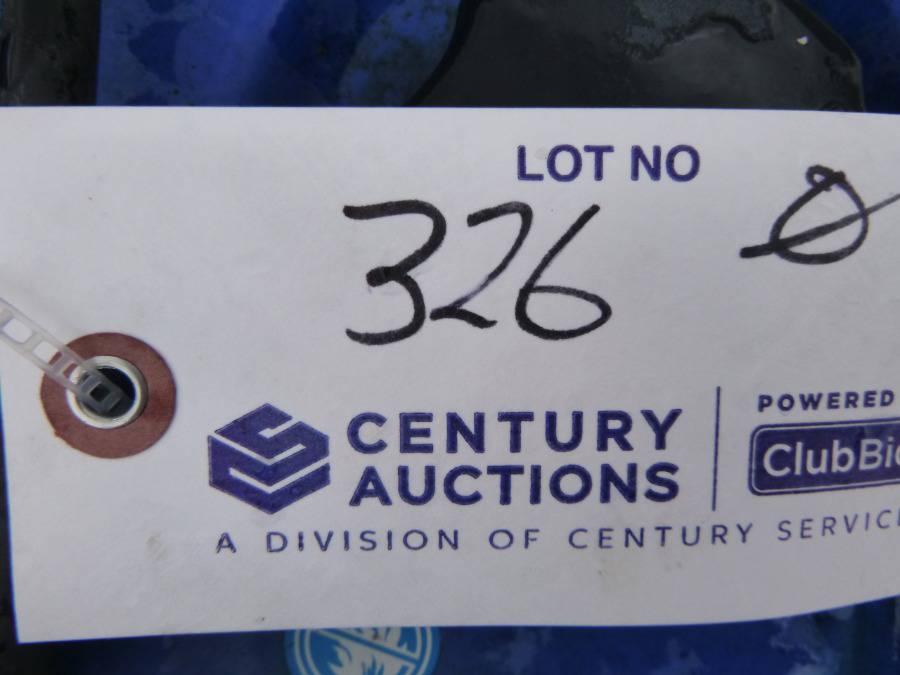 LOT NO
326 Ø
CENTURY
AUCTIONS
A DIVISION OF CENTURY
POWERED